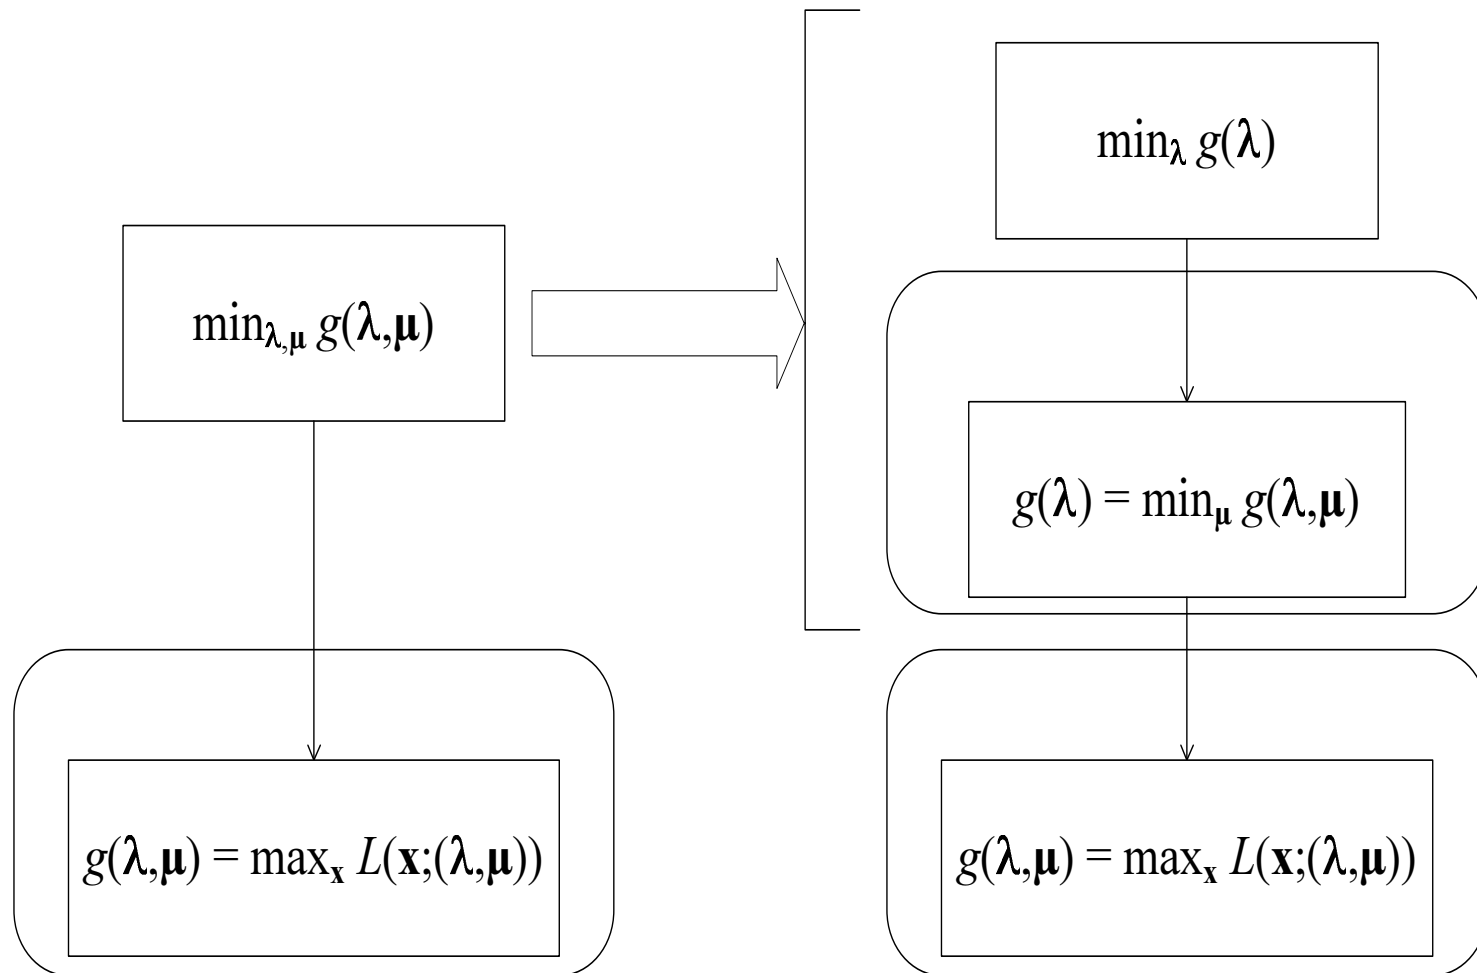 min_λ g(λ)
min_λ,μ g(λ,μ)
g(λ) = min_μ g(λ,μ)
g(λ,μ) = max_x L(x;(λ,μ))
g(λ,μ) = max_x L(x;(λ,μ))